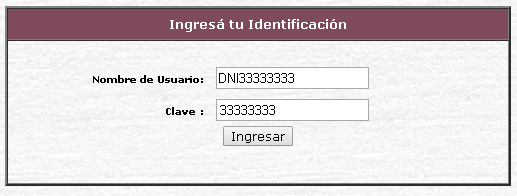 Ingresá tu Identificación
Nombre de Usuario: DNI33333333
Clave : 33333333
Ingresar